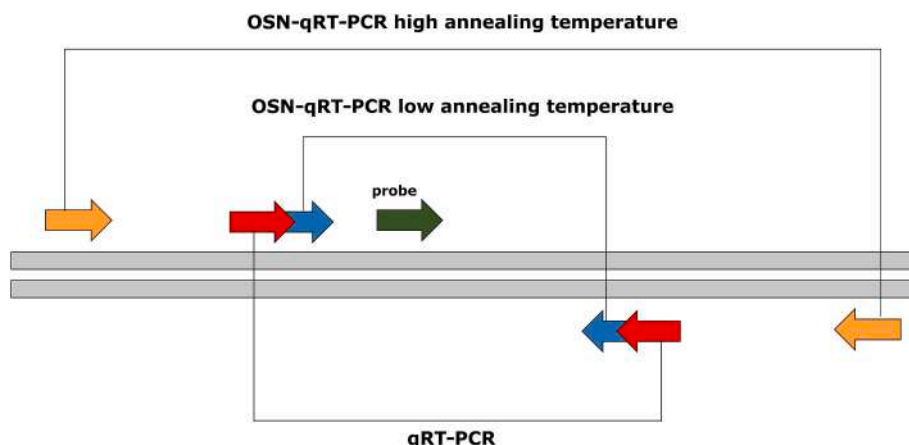 OSN-qRT-PCR high annealing temperature
OSN-qRT-PCR low annealing temperature
probe
qRT-PCR